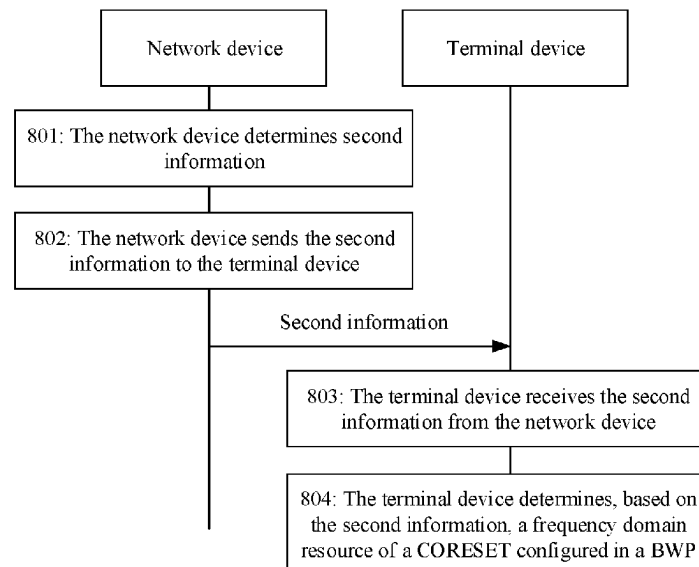 Network device
Terminal device
801: The network device determines second
information
802: The network device sends the second
information to the terminal device
Second information
803: The terminal device receives the second
information from the network device
804: The terminal device determines, based on
the second information, a frequency domain
resource of a CORESET configured in a BWP